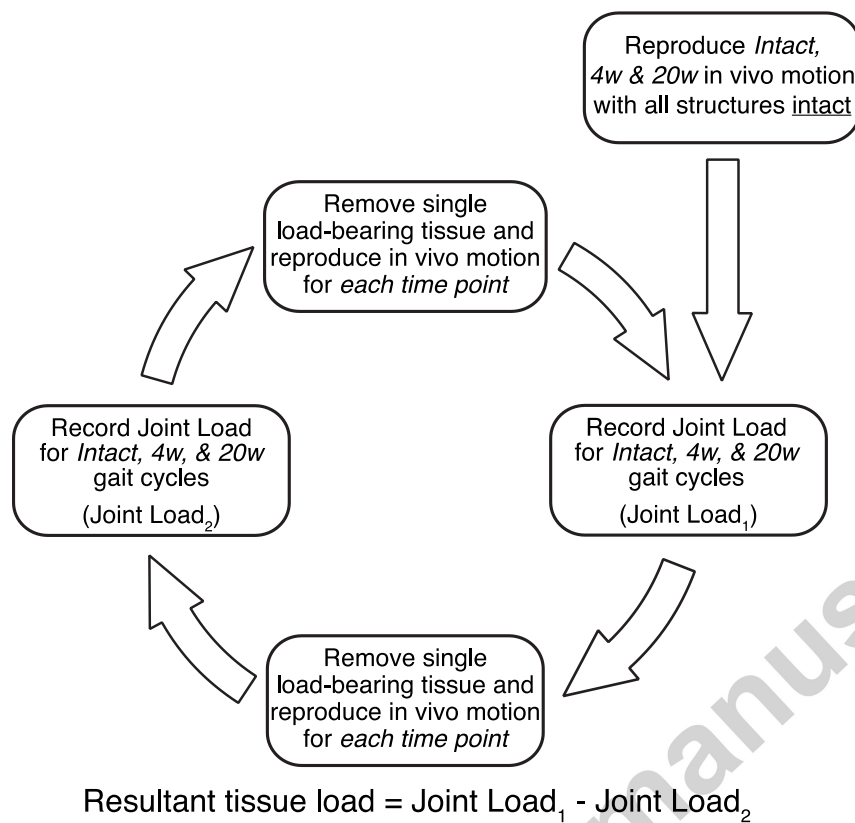 Reproduce Intact,
4w & 20w in vivo motion
with all structures intact
Remove single
load-bearing tissue and
reproduce in vivo motion
for each time point
Record Joint Load
for Intact, 4w, & 20w
gait cycles
(Joint Load₂)
Record Joint Load
for Intact, 4w, & 20w
gait cycles
(Joint Load₁)
Remove single
load-bearing tissue and
reproduce in vivo motion
for each time point
Resultant tissue load = Joint Load₁ - Joint Load₂
manus